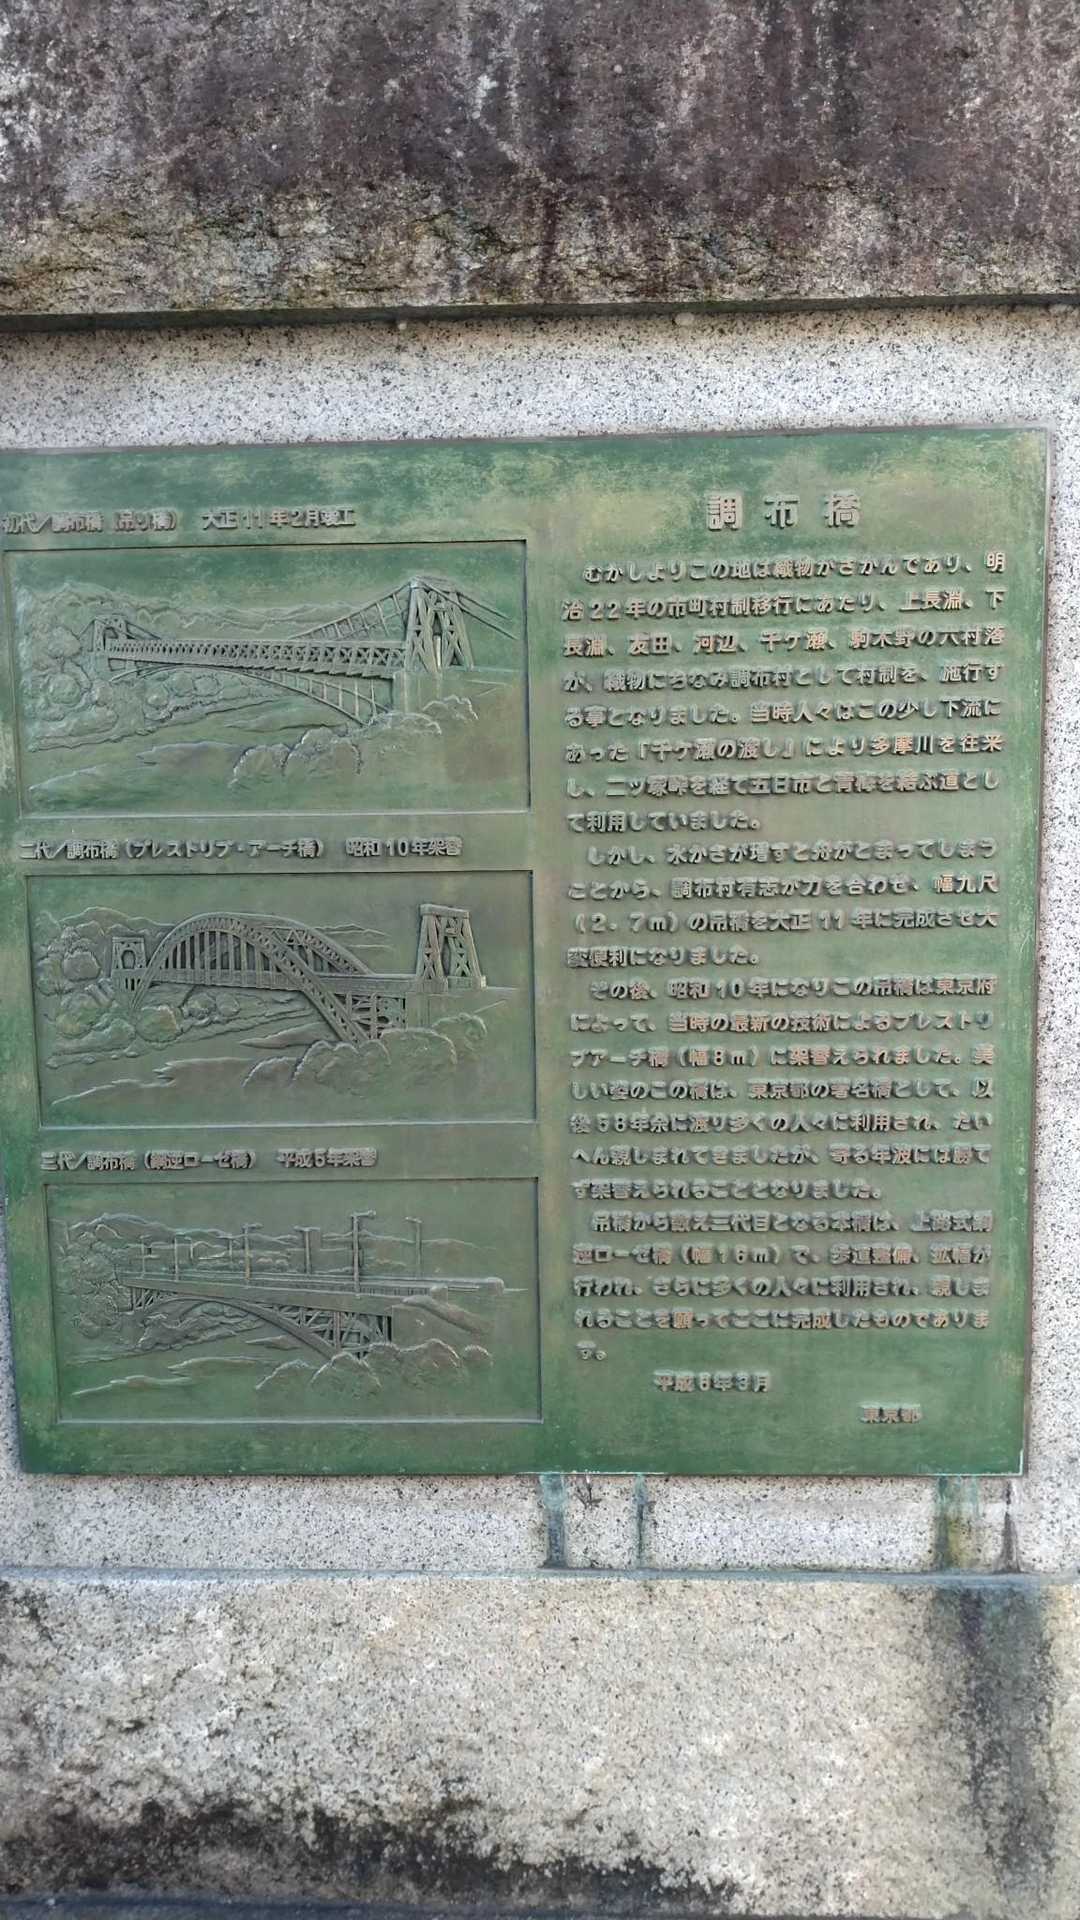 初代／調布橋（吊り橋）　大正11年2月竣工
二代／調布橋（ブレストリブ・アーチ橋）　昭和10年架替
三代／調布橋（鋼逆ローゼ橋）　平成5年架替
調布橋
むかしよりこの地は織物がさかんであり、明
治22年の市町村制移行にあたり、上長淵、下
長淵、友田、河辺、千ケ瀬、駒木野の六村落
が、織物にちなみ調布村として村制を、施行す
る事となりました。当時人々はこの少し下流に
あった『千ケ瀬の渡し』により多摩川を往来
し、二ツ塚峠を経て五日市と青梅を結ぶ道とし
て利用していました。
しかし、水かさが増すと舟がとまってしまう
ことから、調布村有志が力を合わせ、幅九尺
（2．7m）の吊橋を大正11年に完成させ大
変便利になりました。
その後、昭和10年になりこの吊橋は東京府
によって、当時の最新の技術によるブレストリ
ブアーチ橋（幅8m）に架替えられました。美
しい姿のこの橋は、東京都の著名橋として、以
後58年余に渡り多くの人々に利用され、たい
へん親しまれてきましたが、寄る年波には勝て
ず架替えられることとなりました。
吊橋から数え三代目となる本橋は、上路式鋼
逆ローゼ橋（幅16m）で、歩道整備、拡幅が
行われ、さらに多くの人々に利用され、親しま
れることを願ってここに完成したものでありま
す。
平成6年3月
東京都